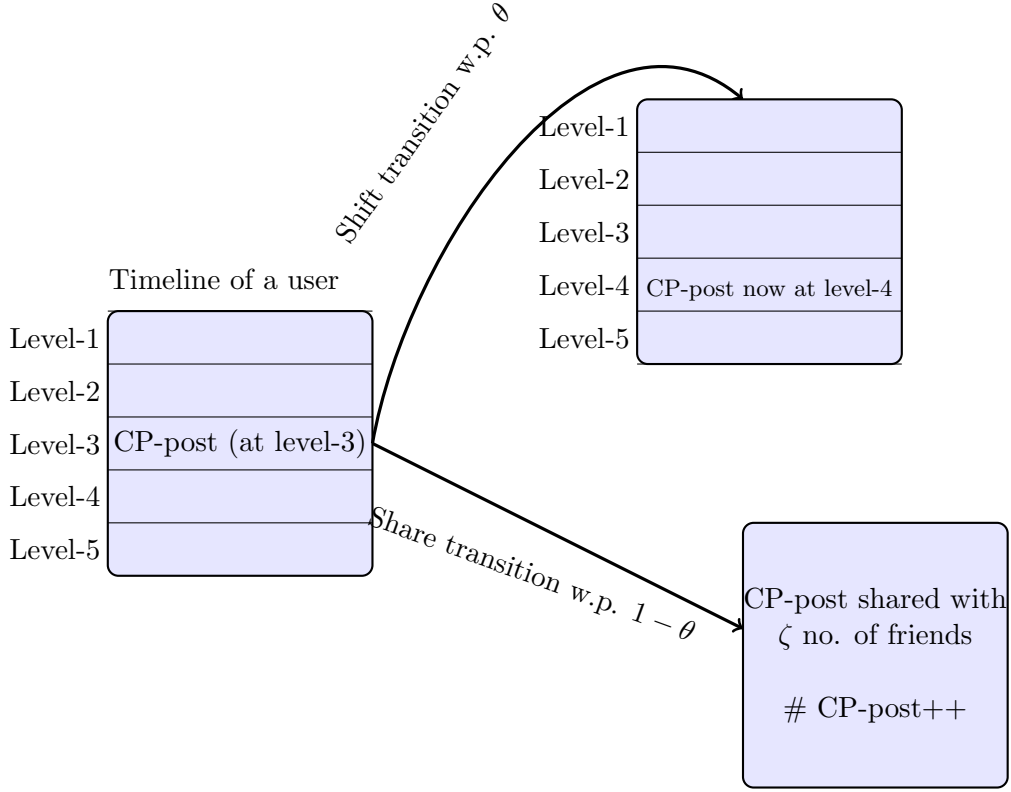 Shift transition w.p. θ
Timeline of a user
Level-1
Level-2
Level-3 CP-post (at level-3)
Level-4
Level-5
Level-1
Level-2
Level-3
Level-4 CP-post now at level-4
Level-5
Share transition w.p. 1 − θ
CP-post shared with
ζ no. of friends
# CP-post++